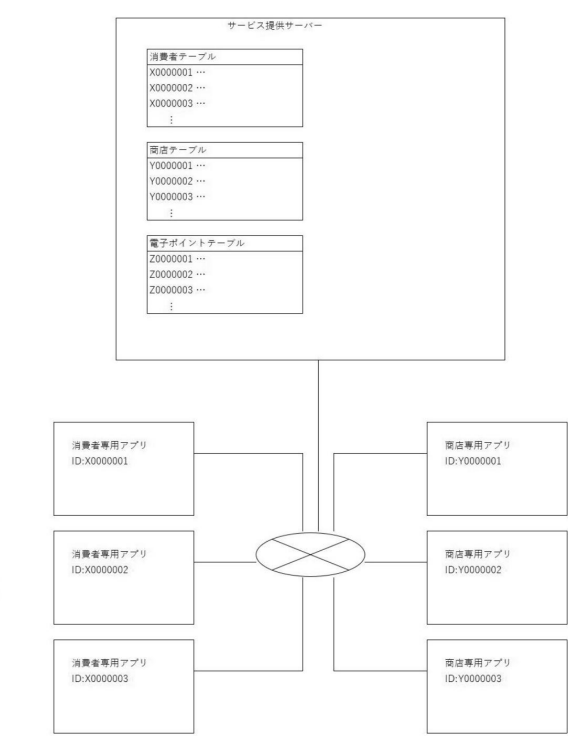 サービス提供サーバー
消費者テーブル
X0000001 …
X0000002 …
X0000003 …
⋮
商店テーブル
Y0000001 …
Y0000002 …
Y0000003 …
⋮
電子ポイントテーブル
Z0000001 …
Z0000002 …
Z0000003 …
⋮
消費者専用アプリ
ID:X0000001
商店専用アプリ
ID:Y0000001
消費者専用アプリ
ID:X0000002
商店専用アプリ
ID:Y0000002
消費者専用アプリ
ID:X0000003
商店専用アプリ
ID:Y0000003